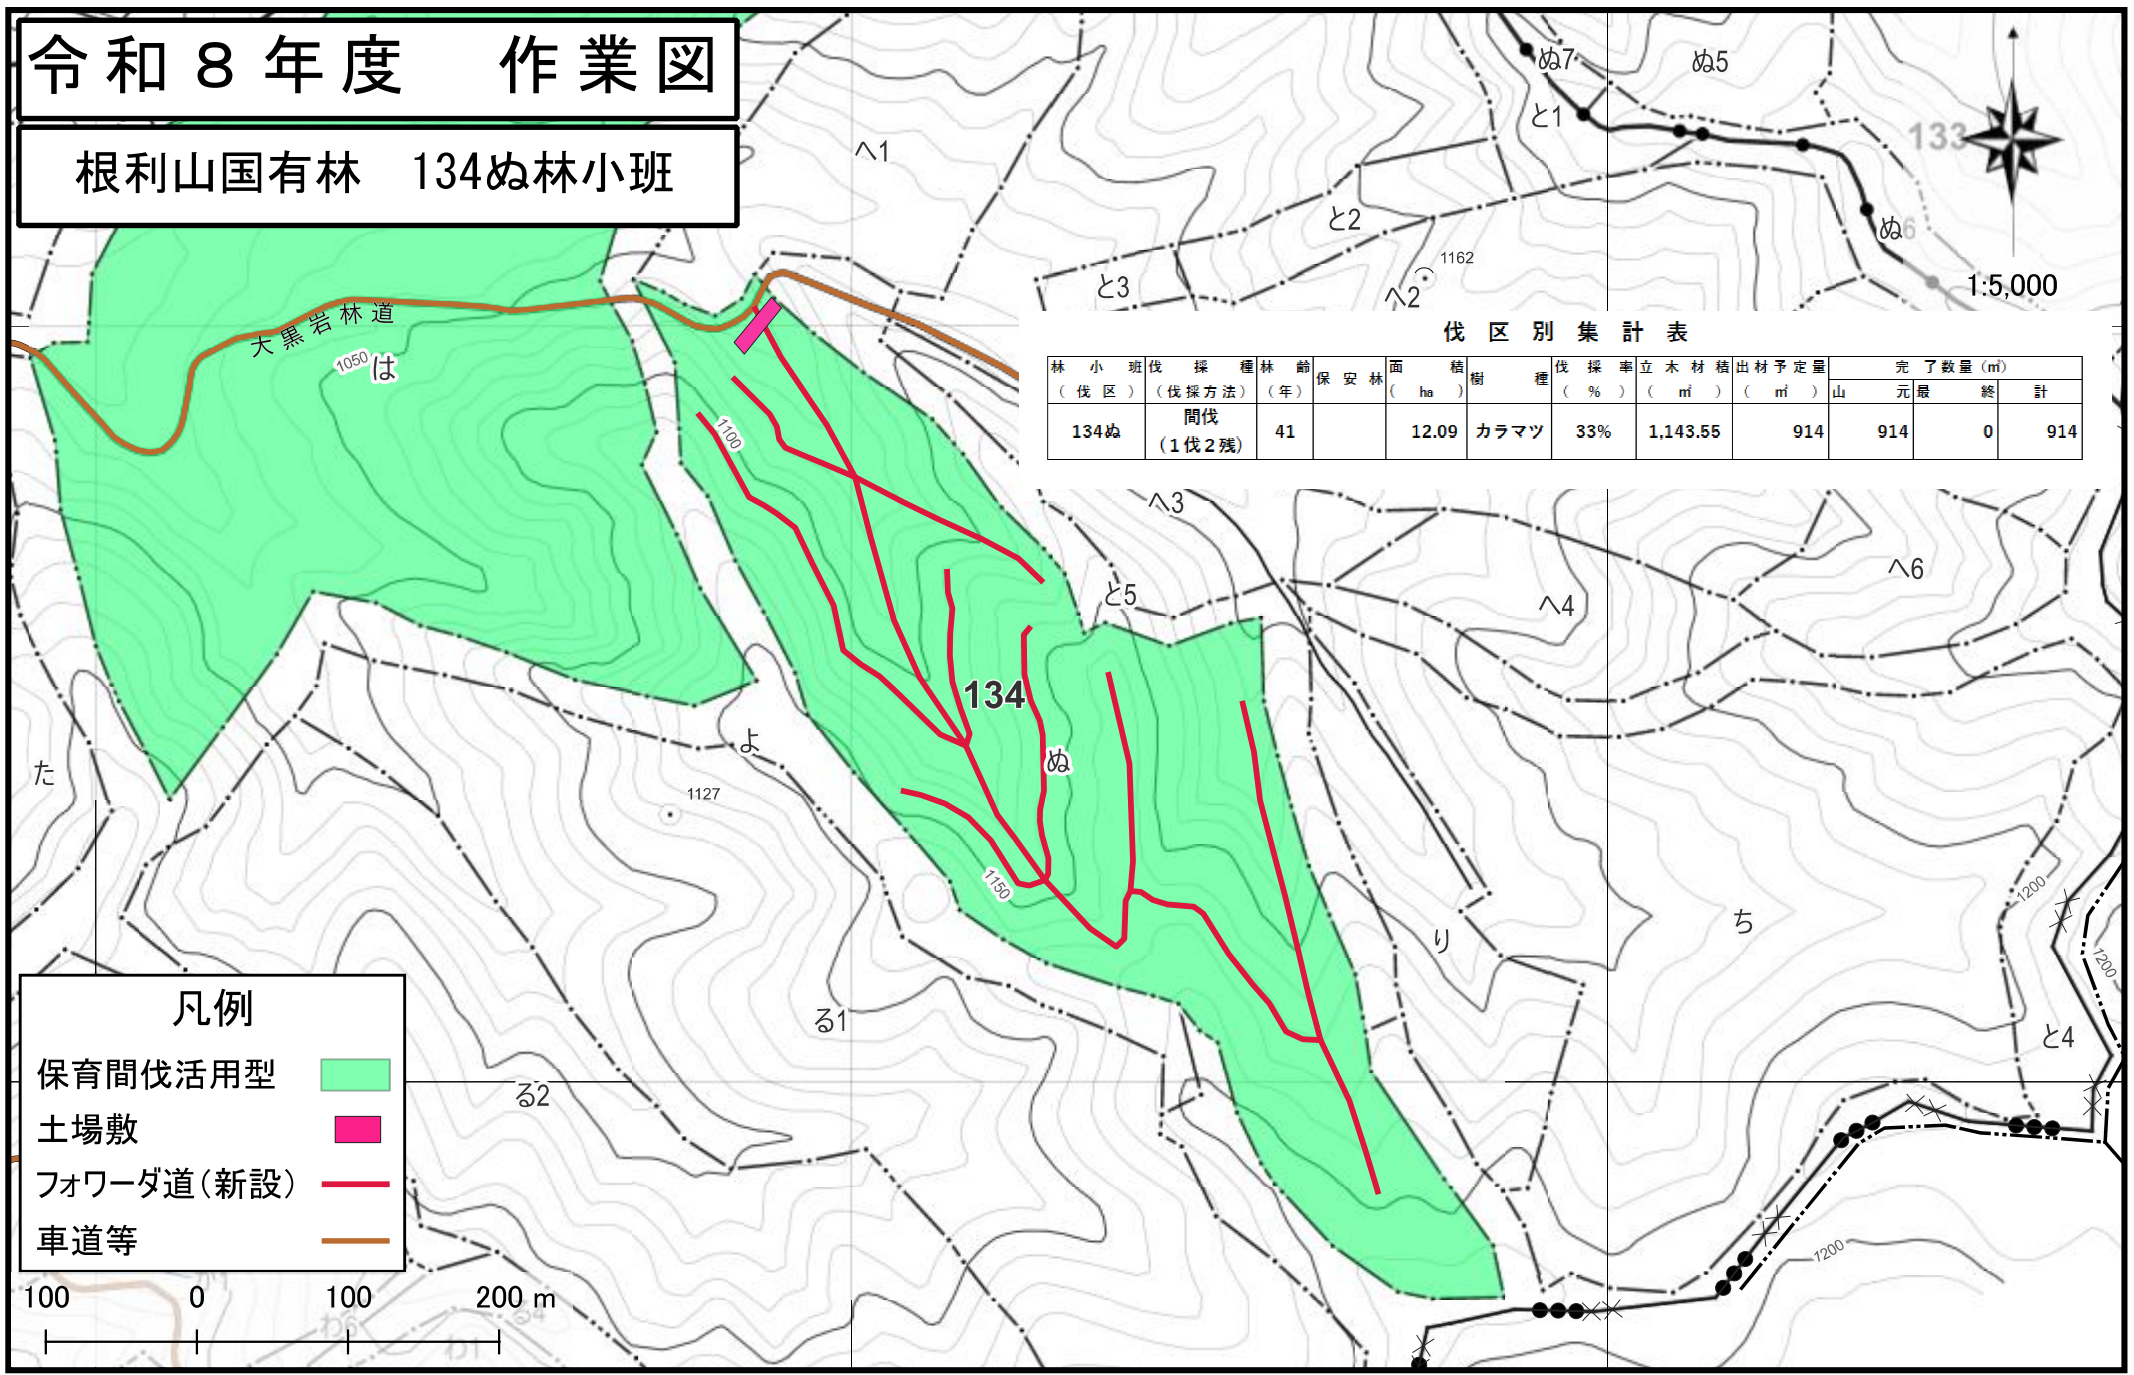 令和８年度　作業図
根利山国有林　134ぬ林小班
ぬ7
ぬ5
と1
133
へ1
と2
ぬ6
1162
と3
へ2
1:5,000
大黒岩林道
1050
は
伐区別集計表
林小班（伐区）　伐採種（伐採方法）　林齢（年）　保安林　面積（ha）　樹種　伐採率（％）　立木材積（㎥）　出材予定量（㎥）　完了数量（㎥）　山元　最終　計
134ぬ　間伐（１伐２残）　41　12.09　カラマツ　33%　1,143.55　914　914　0　914
1100
へ3
と5
へ4
へ6
134
よ
ぬ
た
1127
1150
1200
ち
り
1200
る1
と4
る2
凡例
保育間伐活用型
土場敷
フォワーダ道（新設）
車道等
1200
100　0　100　200 m
わ6
る4
わ1